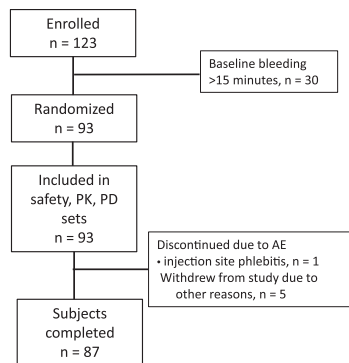 Enrolled
n = 123
Baseline bleeding
>15 minutes, n = 30
Randomized
n = 93
Included in
safety, PK, PD
sets
n = 93
Discontinued due to AE
• injection site phlebitis, n = 1
Withdrew from study due to
other reasons, n = 5
Subjects
completed
n = 87